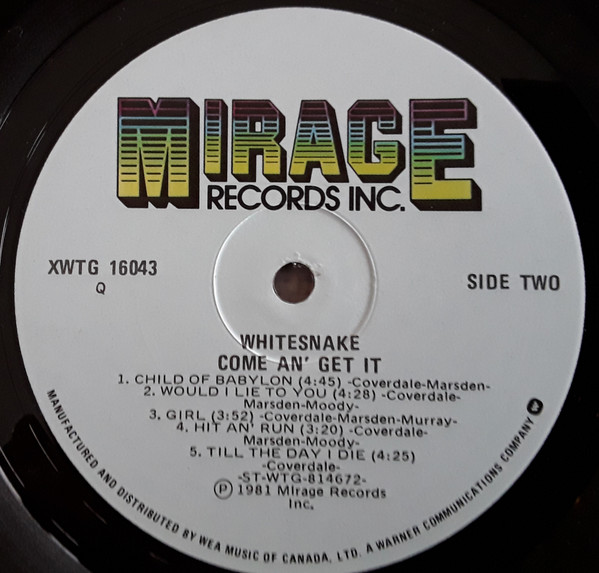 MIRAGE
RECORDS INC.
XWTG 16043
Q
SIDE TWO
WHITESNAKE
COME AN' GET IT
1. CHILD OF BABYLON (4:45) -Coverdale-Marsden-
2. WOULD I LIE TO YOU (4:28) -Coverdale-
Marsden-Moody-
3. GIRL (3:52) -Coverdale-Marsden-Murray-
4. HIT AN' RUN (3:20) -Coverdale-
Marsden-Moody-
5. TILL THE DAY I DIE (4:25)
-Coverdale-
-ST-WTG-814672-
Ⓟ 1981 Mirage Records
Inc.
MANUFACTURED AND DISTRIBUTED BY WEA MUSIC OF CANADA, LTD. A WARNER COMMUNICATIONS COMPANY